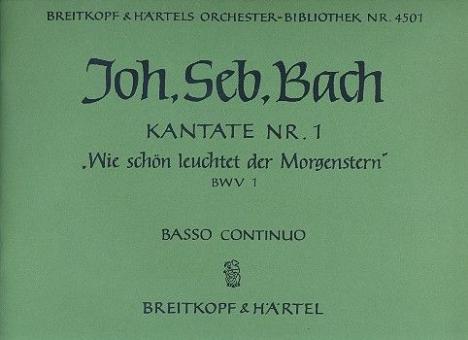 BREITKOPF & HÄRTELS ORCHESTER-BIBLIOTHEK NR. 4501
Joh. Seb. Bach
KANTATE NR. 1
„Wie schön leuchtet der Morgenstern"
BWV 1
BASSO CONTINUO
BREITKOPF & HÄRTEL